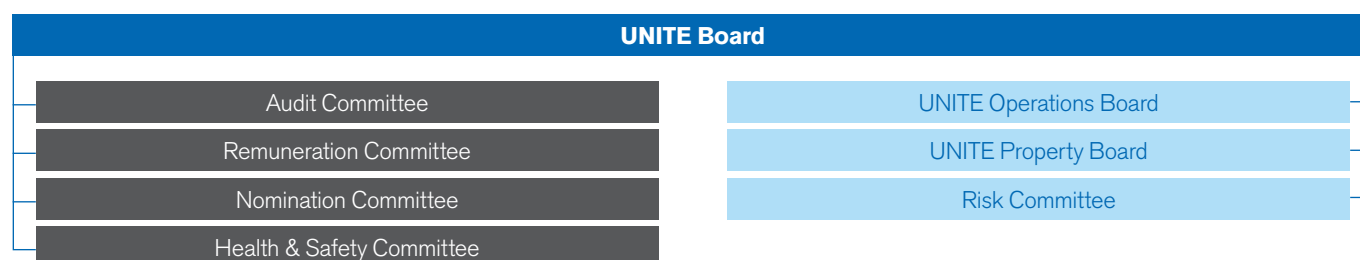 UNITE Board
Audit Committee
Remuneration Committee
Nomination Committee
Health & Safety Committee
UNITE Operations Board
UNITE Property Board
Risk Committee